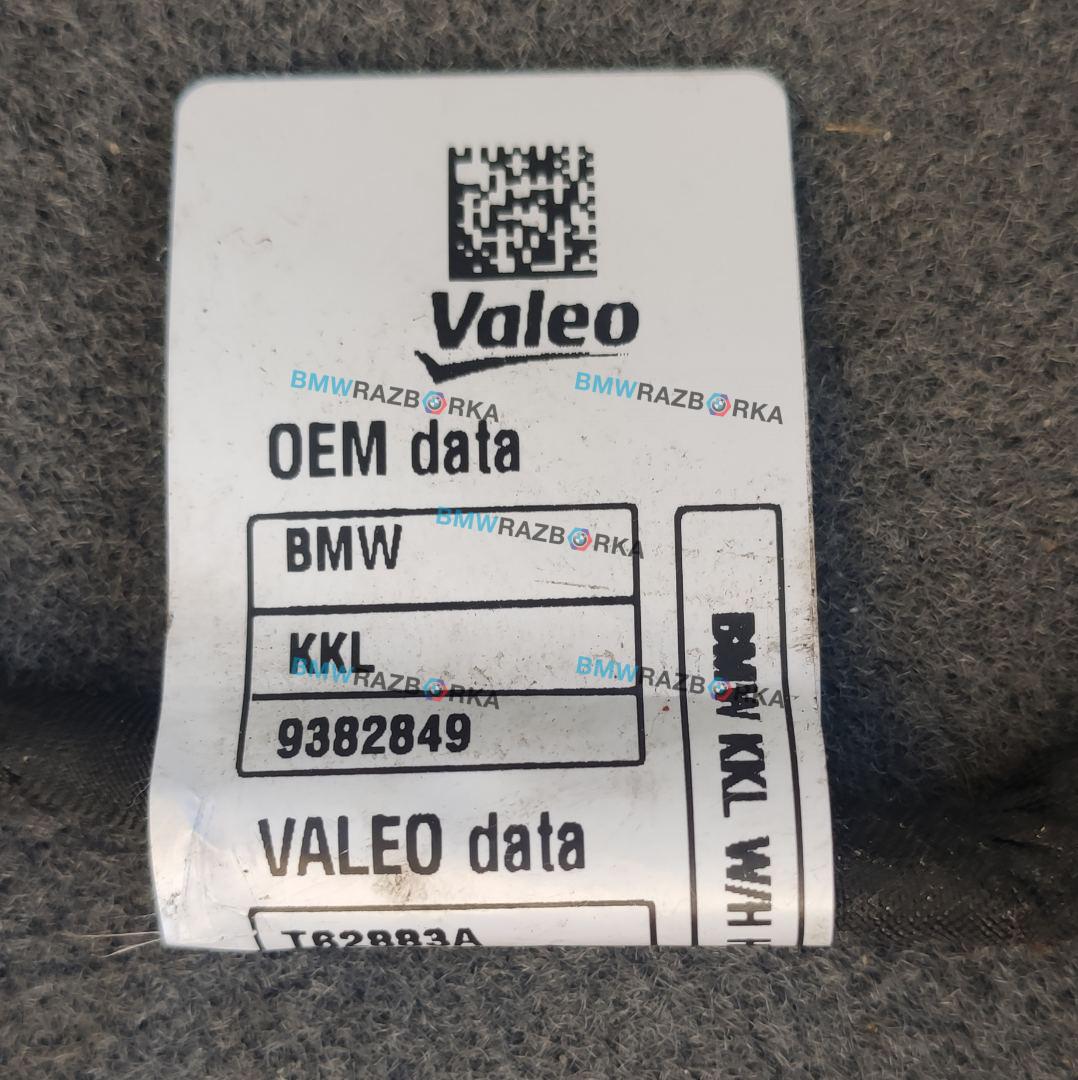 Valeo
BMWRAZBORKA
BMWRAZBORKA
OEM data
BMWRAZBORKA
BMW
KKL
BMWRAZBORKA
BMWRAZBORKA
9382849
VALEO data
T62883A
BMW KKL W/H